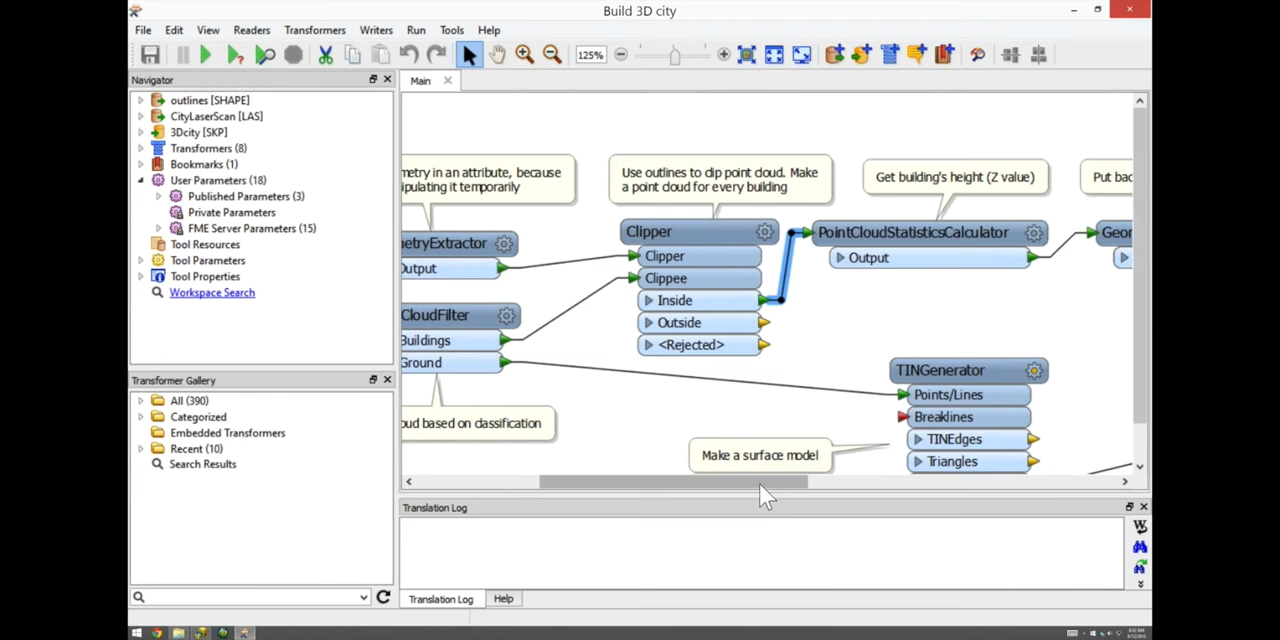 Build 3D city
File Edit View Readers Transformers Writers Run Tools Help
125%
Navigator
outlines [SHAPE]
CityLaserScan [LAS]
3Dcity [SKP]
Transformers (8)
Bookmarks (1)
User Parameters (18)
Published Parameters (3)
Private Parameters
FME Server Parameters (15)
Tool Resources
Tool Parameters
Tool Properties
Workspace Search
Transformer Gallery
All (390)
Categorized
Embedded Transformers
Recent (10)
Search Results
Main
metry in an attribute, because
ipulating it temporarily
Use outlines to clip point cloud. Make
a point cloud for every building
Get building's height (Z value)
Put bac
netryExtractor
Output
CloudFilter
Buildings
Ground
oud based on classification
Clipper
Clipper
Clippee
Inside
Outside
<Rejected>
PointCloudStatisticsCalculator
Output
Geor
TINGenerator
Points/Lines
Breaklines
TINEdges
Triangles
Make a surface model
Translation Log
Translation Log Help